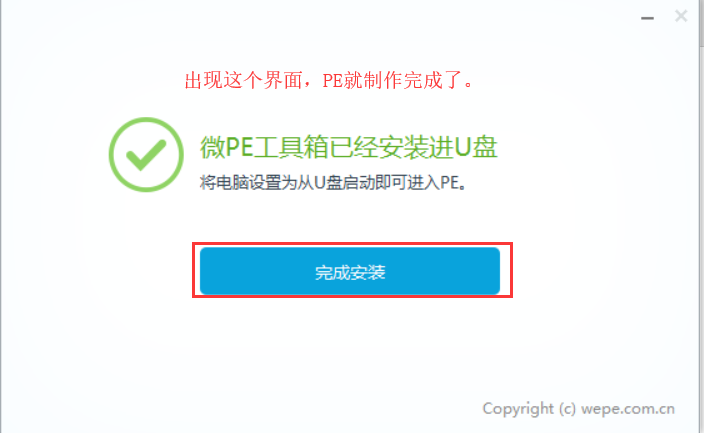 出现这个界面，PE就制作完成了。
微PE工具箱已经安装进U盘
将电脑设置为从U盘启动即可进入PE。
完成安装
Copyright (c) wepe.com.cn